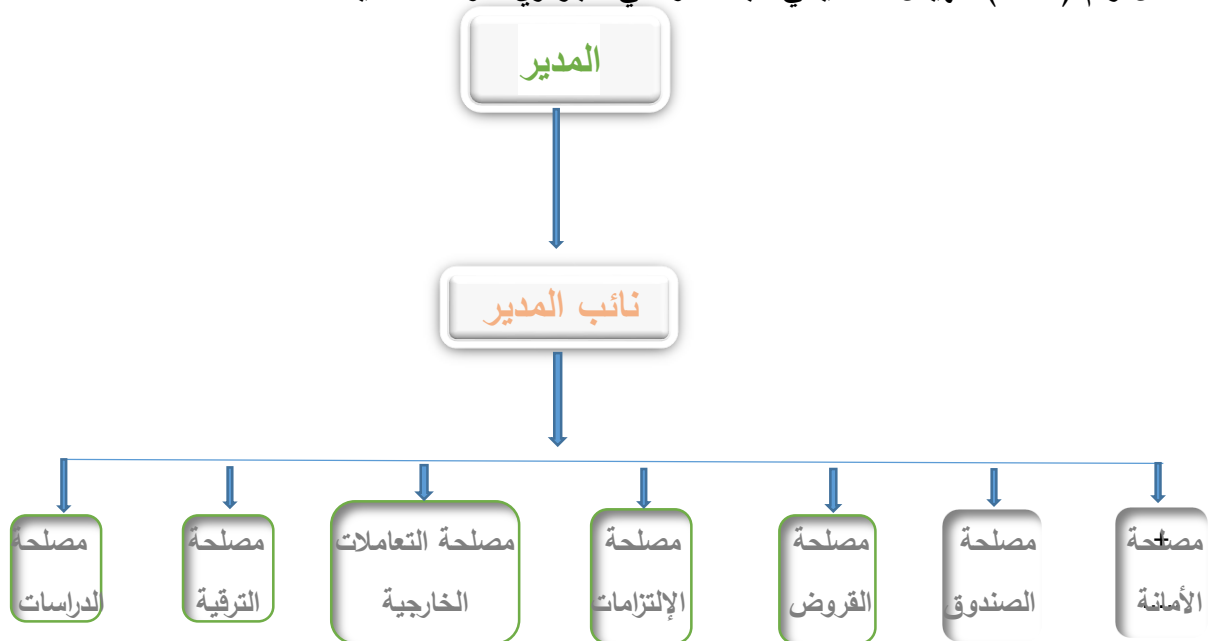 المدير
نائب المدير
مصلحة
الأمانة
مصلحة
الصندوق
مصلحة
القروض
مصلحة
الإلتزامات
مصلحة التعاملات
الخارجية
مصلحة
الترقية
مصلحة
الدراسات